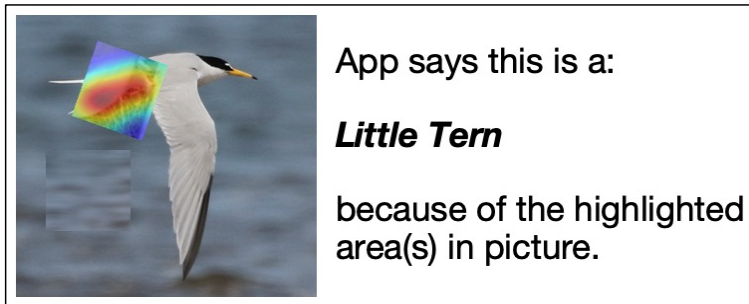 App says this is a:
Little Tern
because of the highlighted
area(s) in picture.